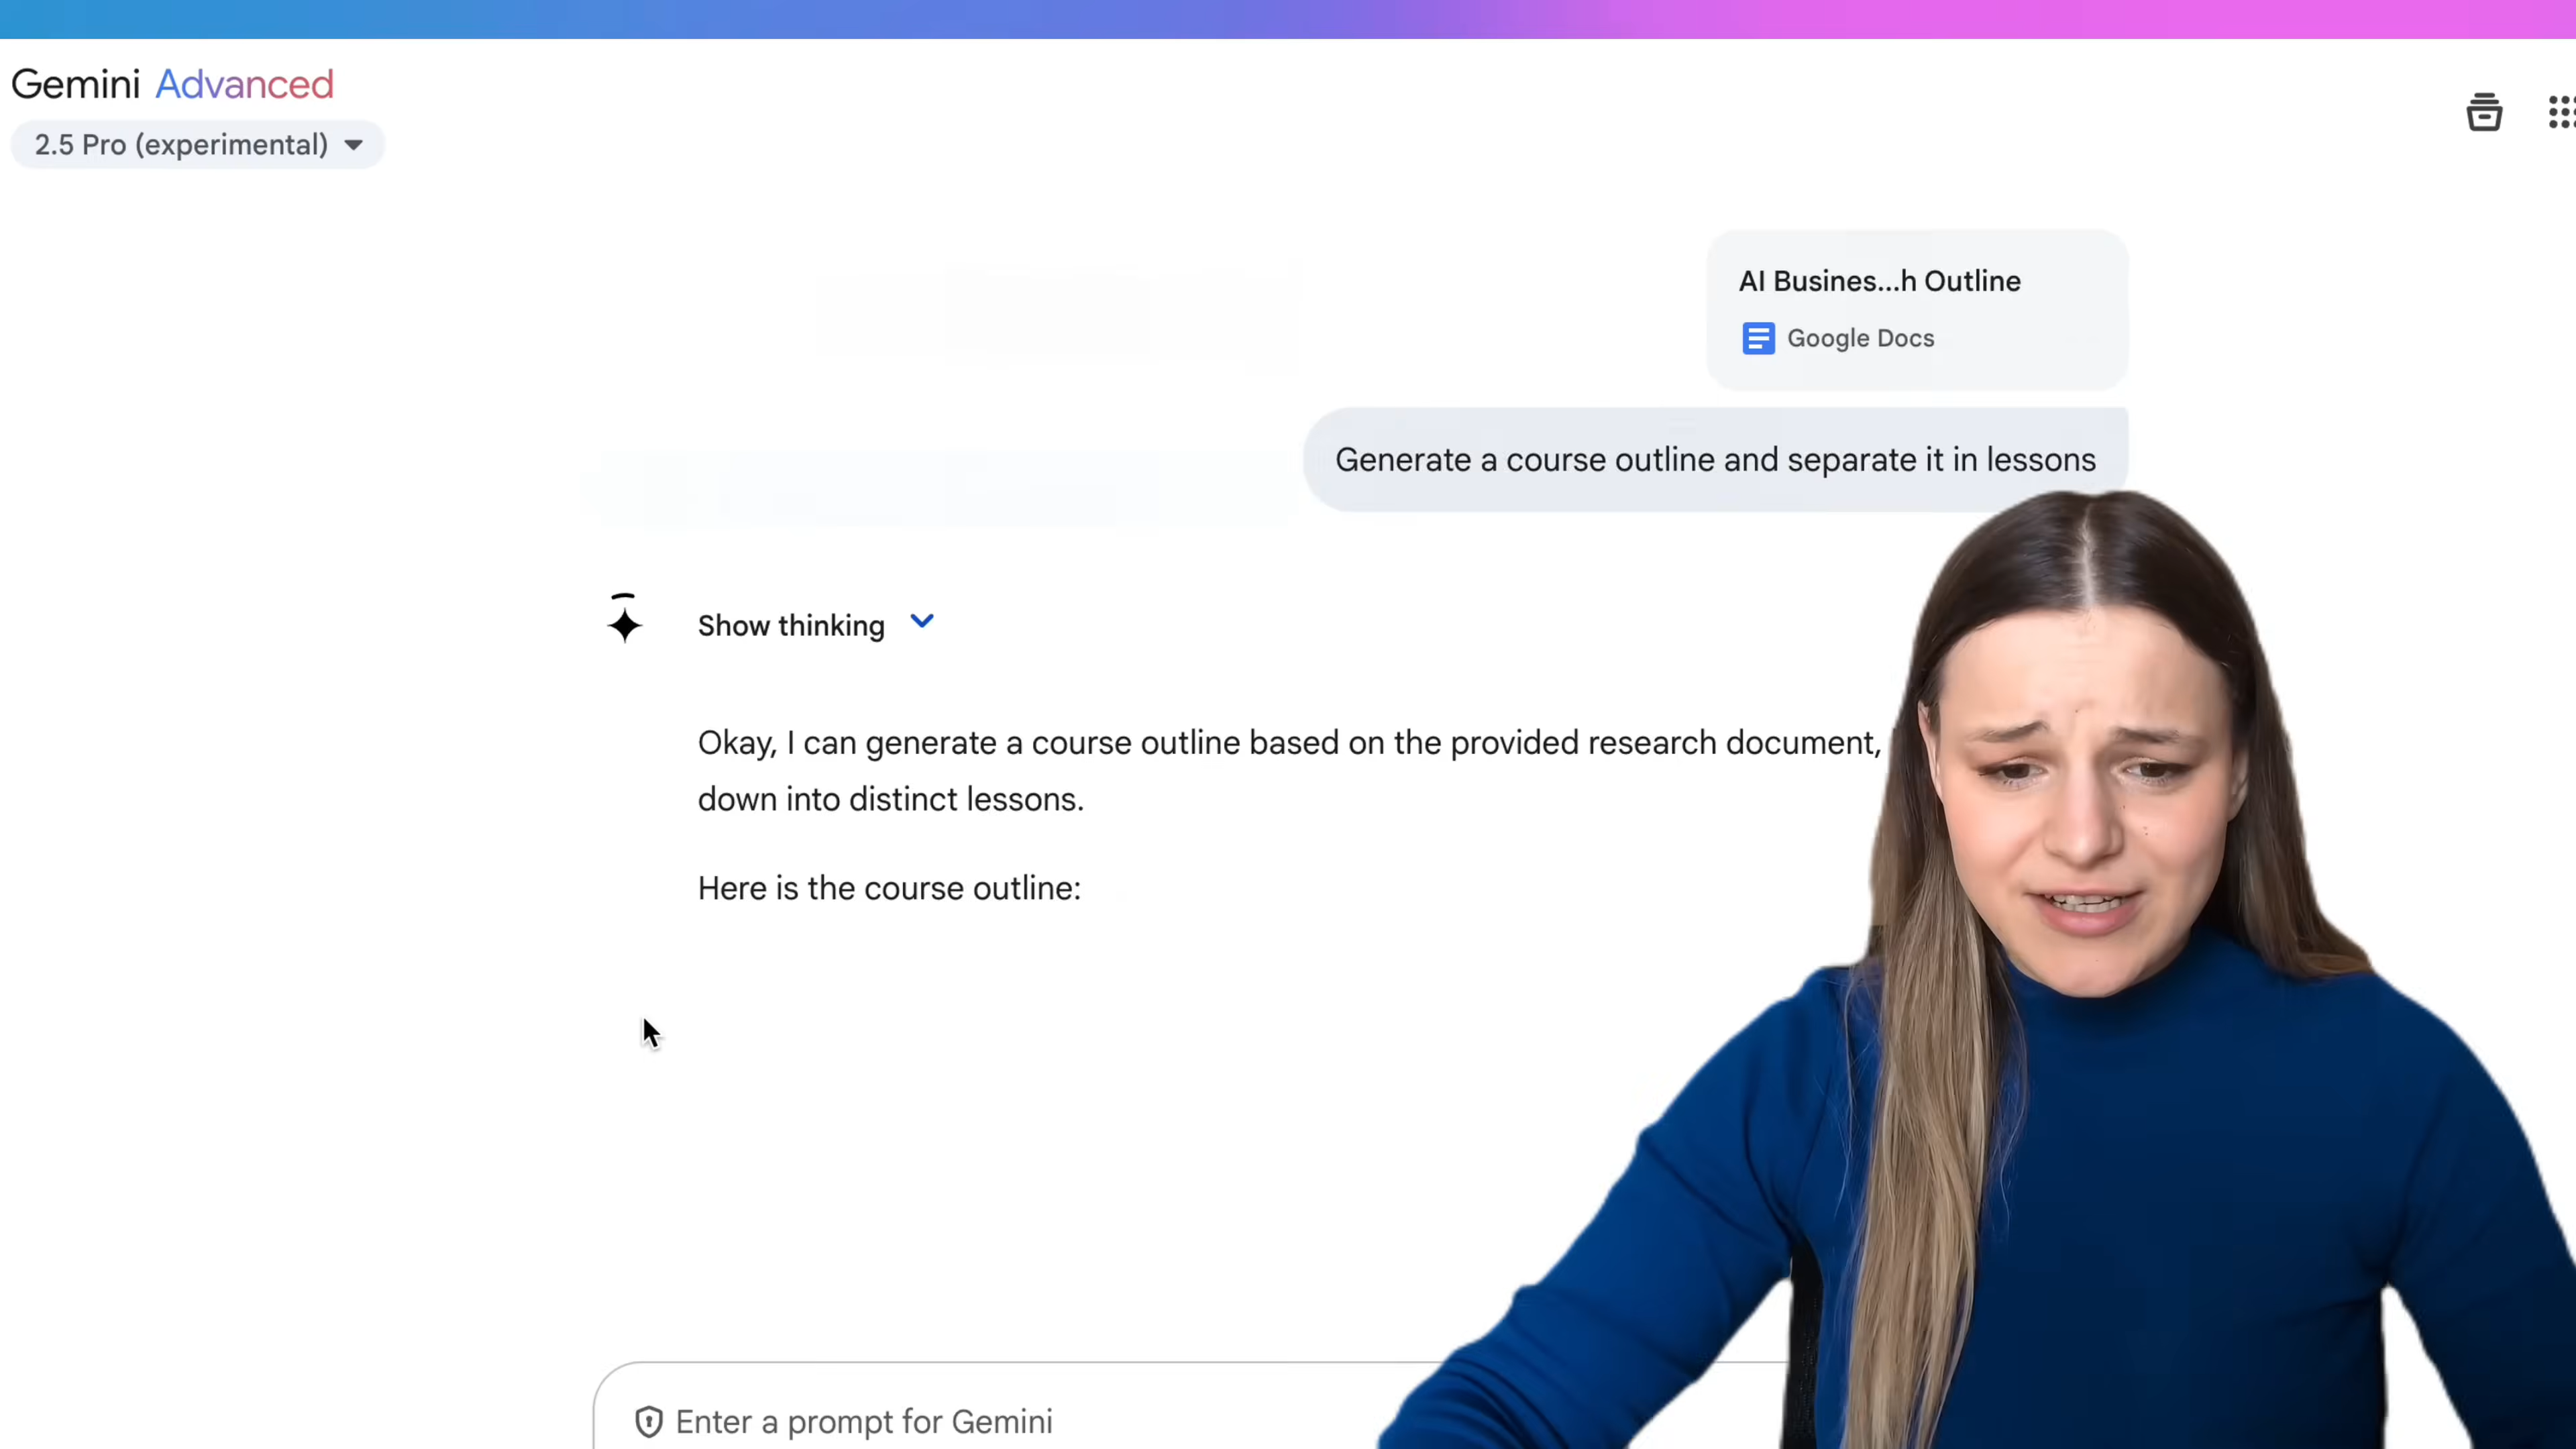 Gemini Advanced
2.5 Pro (experimental)
AI Busines...h Outline
Google Docs
Generate a course outline and separate it in lessons
Show thinking
Okay, I can generate a course outline based on the provided research document,
down into distinct lessons.
Here is the course outline:
Enter a prompt for Gemini